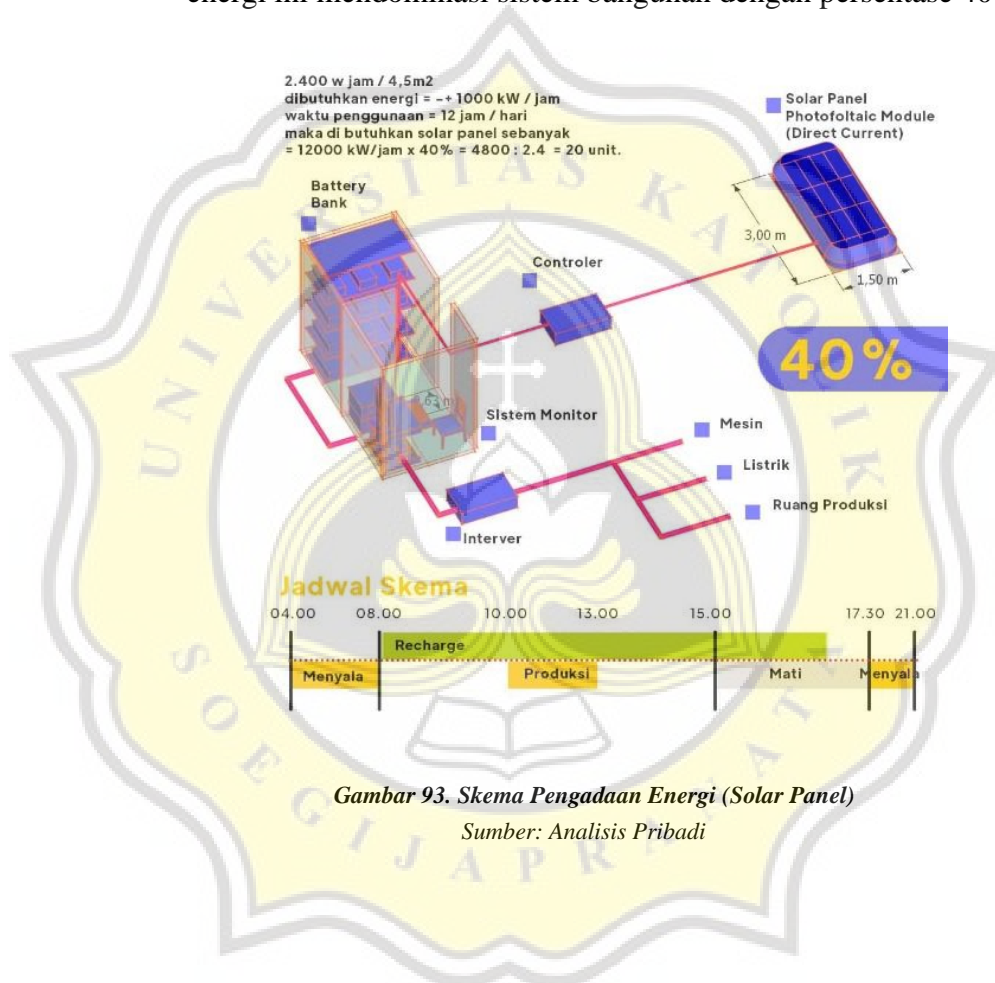 energi ini mendominasi sistem bangunan dengan persentase 40
2.400 w jam / 4,5m2
dibutuhkan energi = -+ 1000 kW / jam
waktu penggunaan = 12 jam / hari
maka di butuhkan solar panel sebanyak
= 12000 kW/jam x 40% = 4800 : 2.4 = 20 unit.
Solar Panel
Photofoltaic Module
(Direct Current)
Battery
Bank
3,00 m
1,50 m
Controler
40%
Sistem Monitor
Mesin
Listrik
Ruang Produksi
Interver
Jadwal Skema
04.00 08.00 10.00 13.00 15.00 17.30 21.00
Recharge
Menyala Produksi Mati Menyala
Gambar 93. Skema Pengadaan Energi (Solar Panel)
Sumber: Analisis Pribadi
UNIVERSITAS KATOLIK
SOEGIJAPRANATA